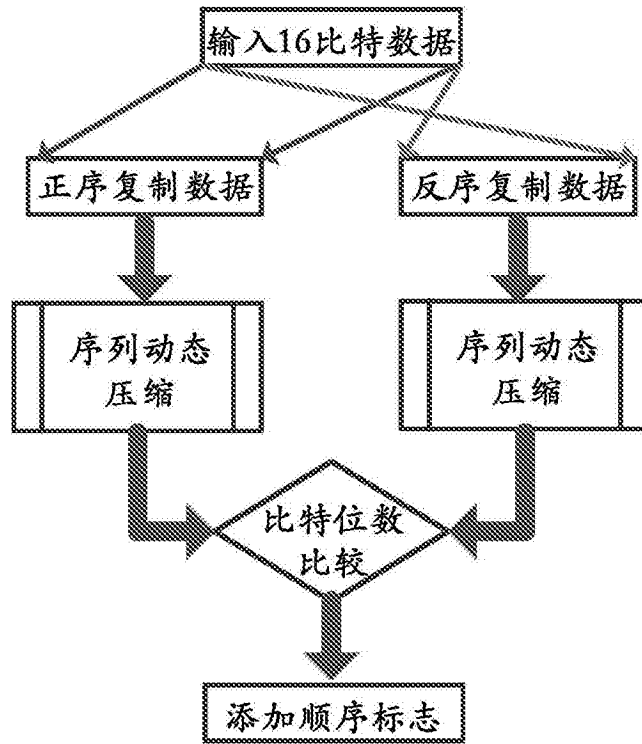 输入16比特数据
正序复制数据
反序复制数据
序列动态
压缩
序列动态
压缩
比特位数
比较
添加顺序标志